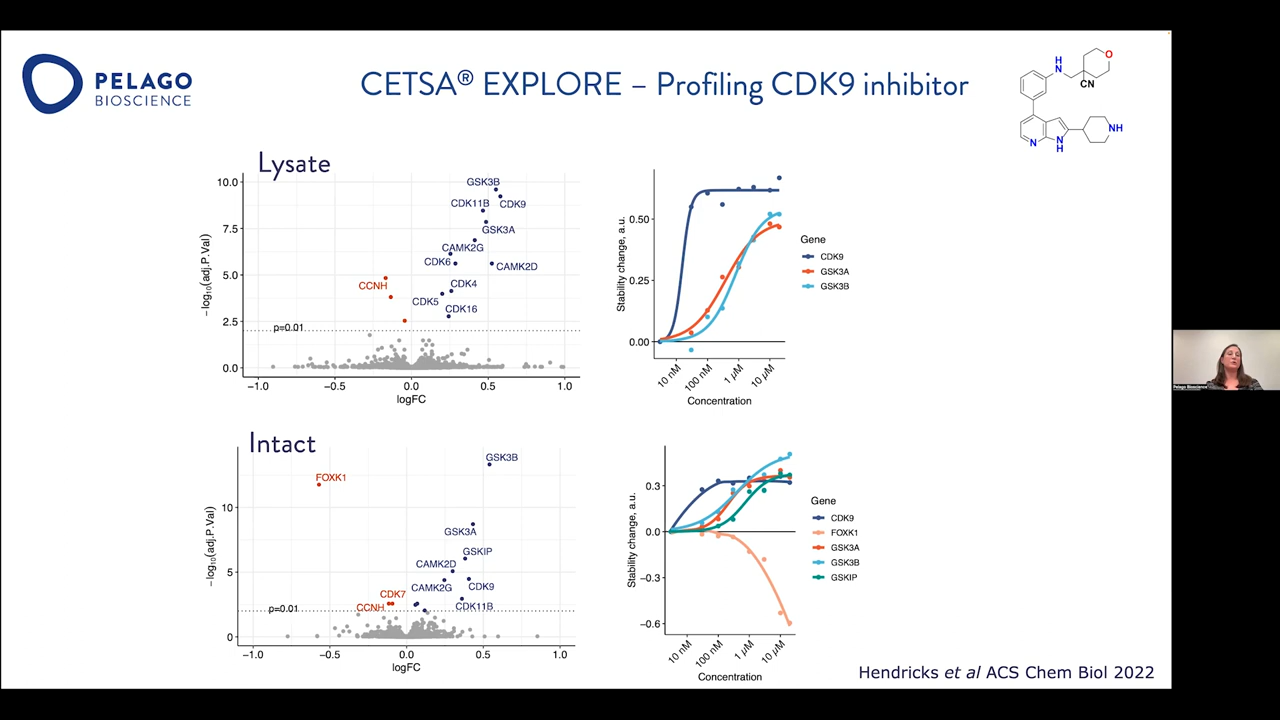 PELAGO
BIOSCIENCE
CETSA® EXPLORE – Profiling CDK9 inhibitor
H
N
O
CN
NH
N
N
H
Lysate
−log10(adj.P.Val)
10.0
7.5
5.0
2.5
0.0
GSK3B
CDK11B
CDK9
GSK3A
CAMK2G
CDK6
CAMK2D
CCNH
CDK4
CDK5
CDK16
p=0.01
−1.0
−0.5
0.0
0.5
1.0
logFC
Stability change, a.u.
0.50
0.25
0.00
10 nM
100 nM
1 µM
10 µM
Concentration
Gene
CDK9
GSK3A
GSK3B
Pelago Bioscience
Intact
−log10(adj.P.Val)
10
5
0
GSK3B
FOXK1
GSK3A
GSKIP
CAMK2D
CAMK2G
CDK9
CDK7
CCNH
CDK11B
p=0.01
−1.0
−0.5
0.0
0.5
1.0
logFC
Stability change, a.u.
0.3
0.0
−0.3
−0.6
10 nM
100 nM
1 µM
10 µM
Concentration
Gene
CDK9
FOXK1
GSK3A
GSK3B
GSKIP
Hendricks et al ACS Chem Biol 2022